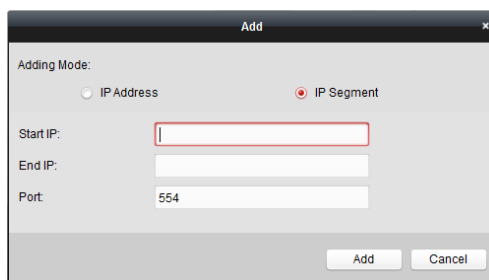 Add
Adding Mode:
IP Address IP Segment
Start IP:
End IP:
Port: 554
Add Cancel